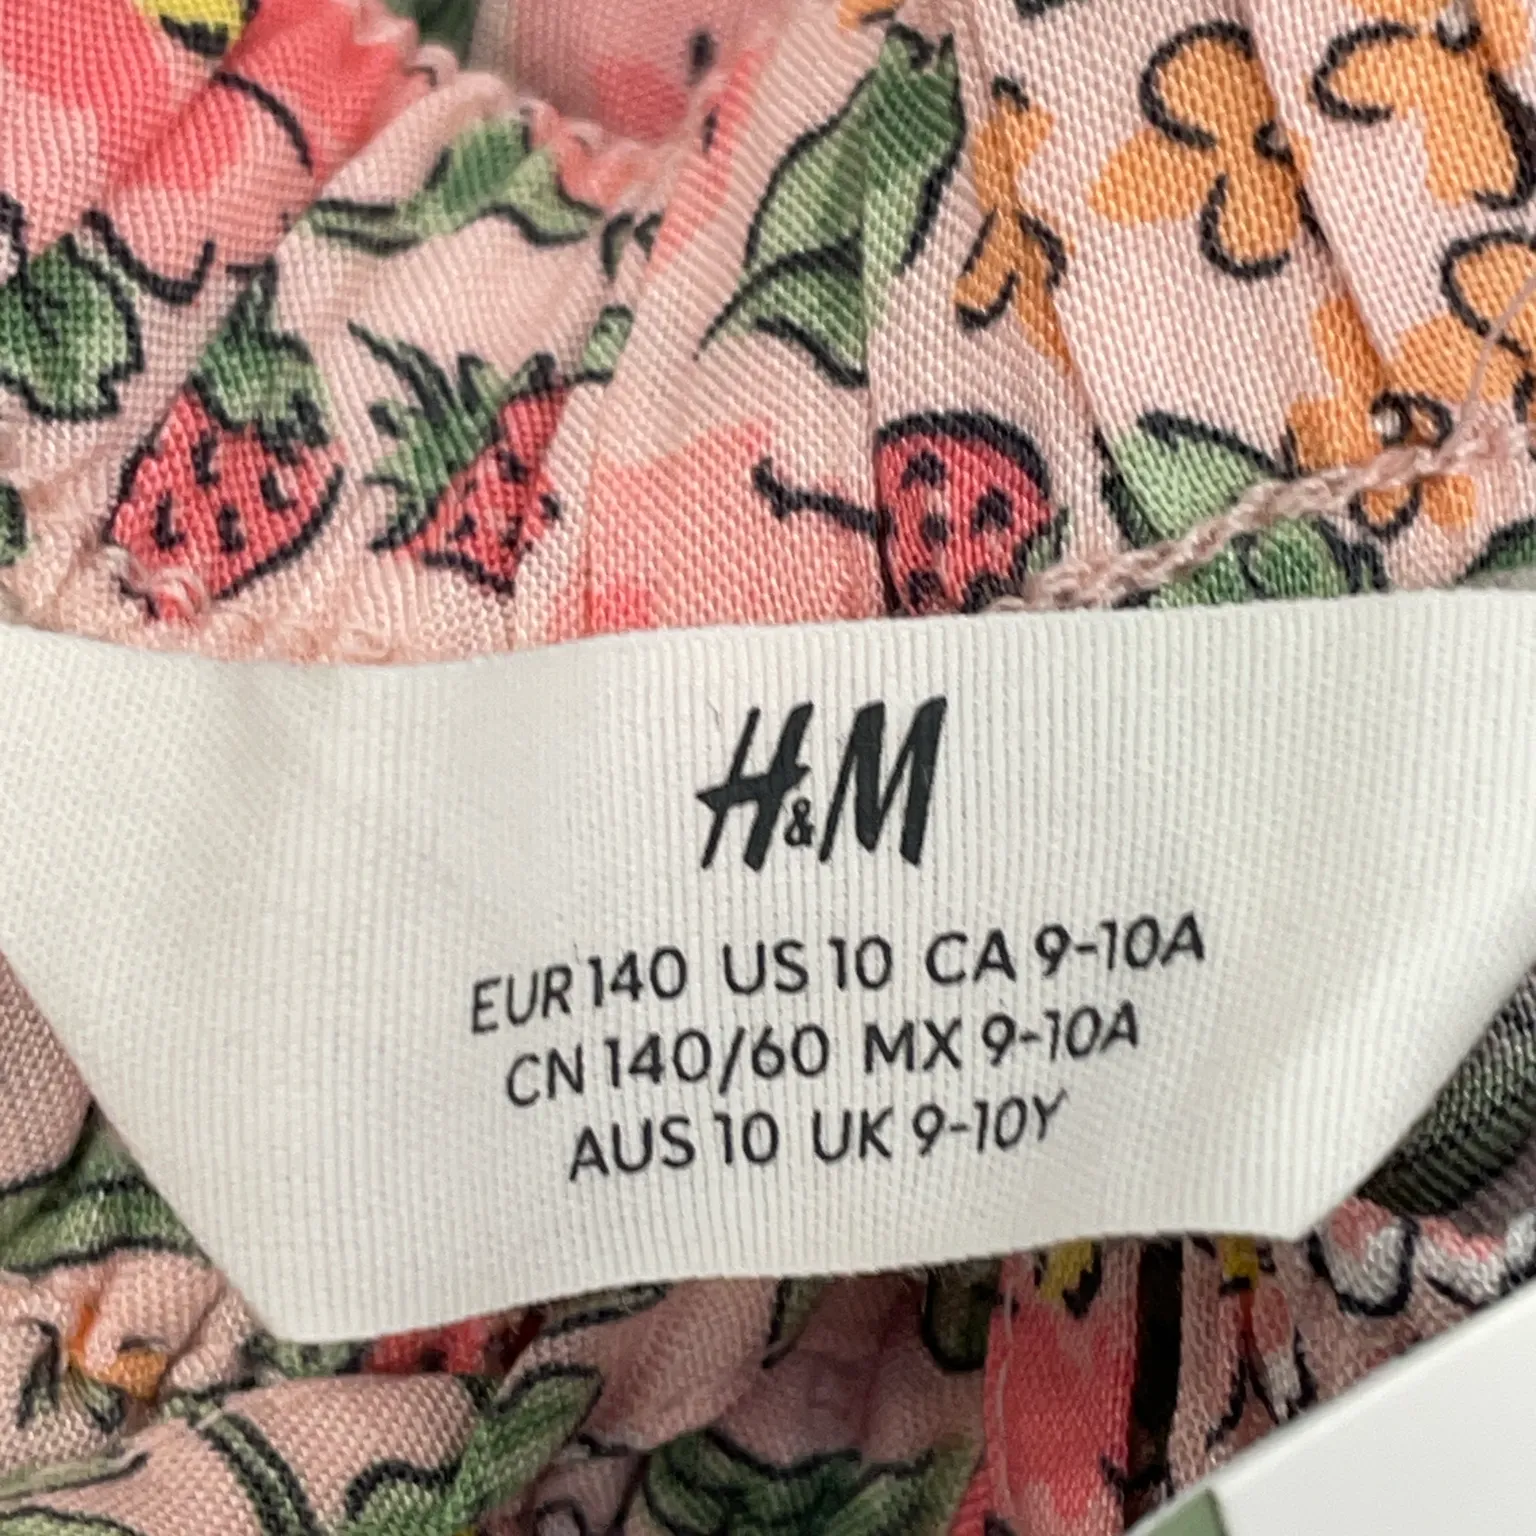 H&M
EUR 140 US 10 CA 9-10A
CN 140/60 MX 9-10A
AUS 10 UK 9-10Y